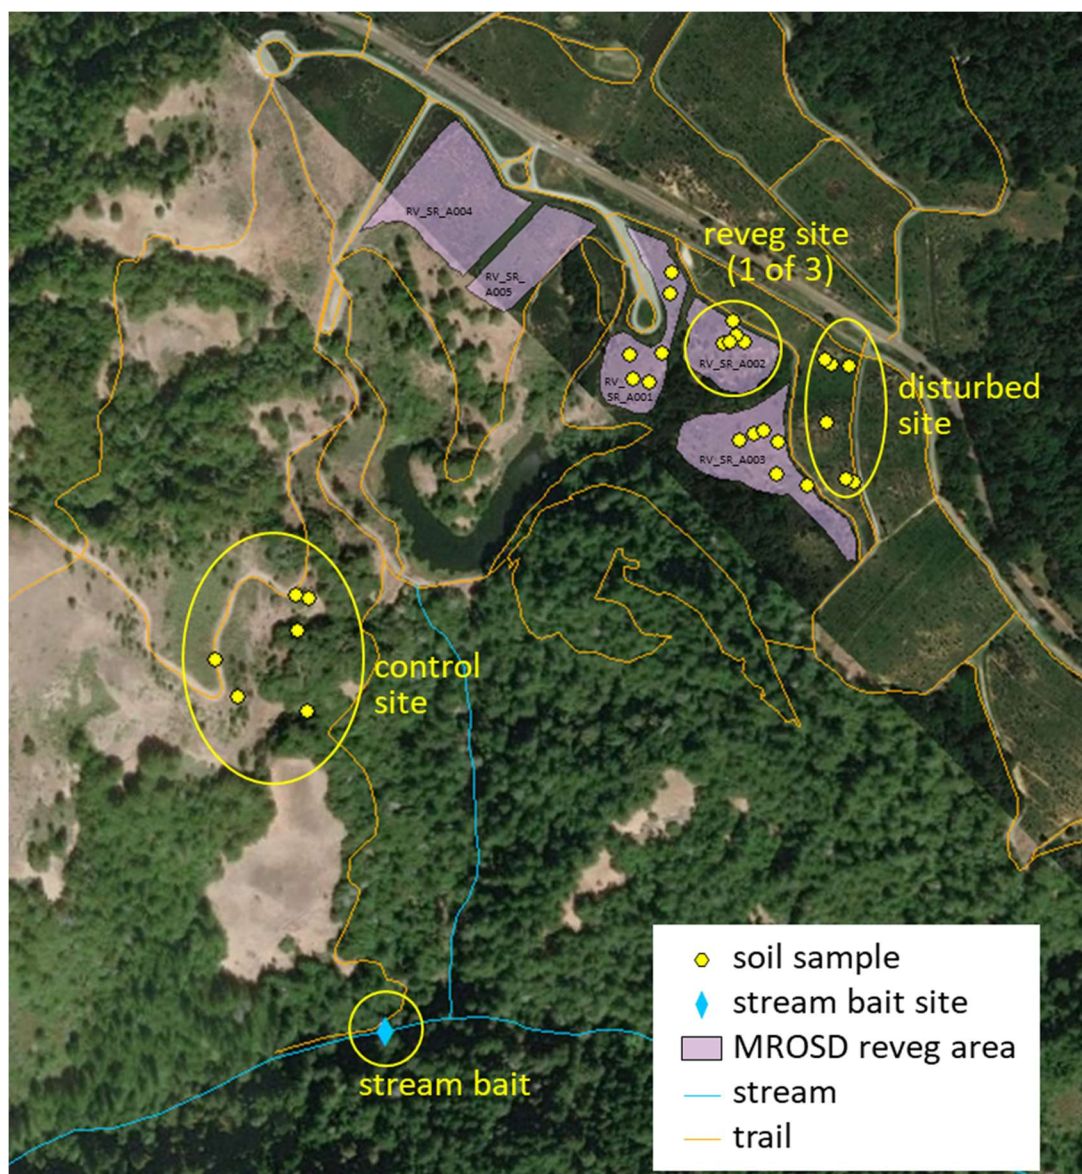 RV_SR_A004
RV_SR_
A005
reveg site
(1 of 3)
RV_SR_A002
RV_
SR_A001
disturbed
site
RV_SR_A003
control
site
soil sample
stream bait site
MROSD reveg area
stream
trail
stream bait